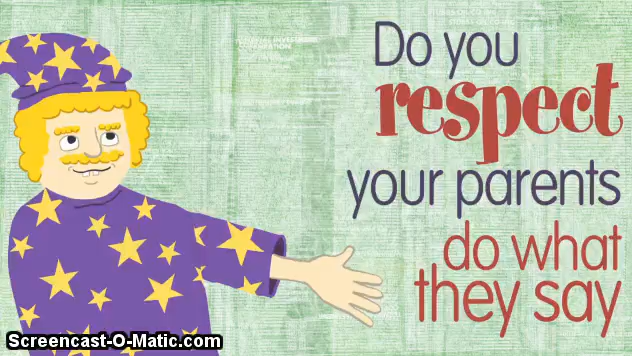 Do you
respect
your parents
do what
they say
Screencast-O-Matic.com